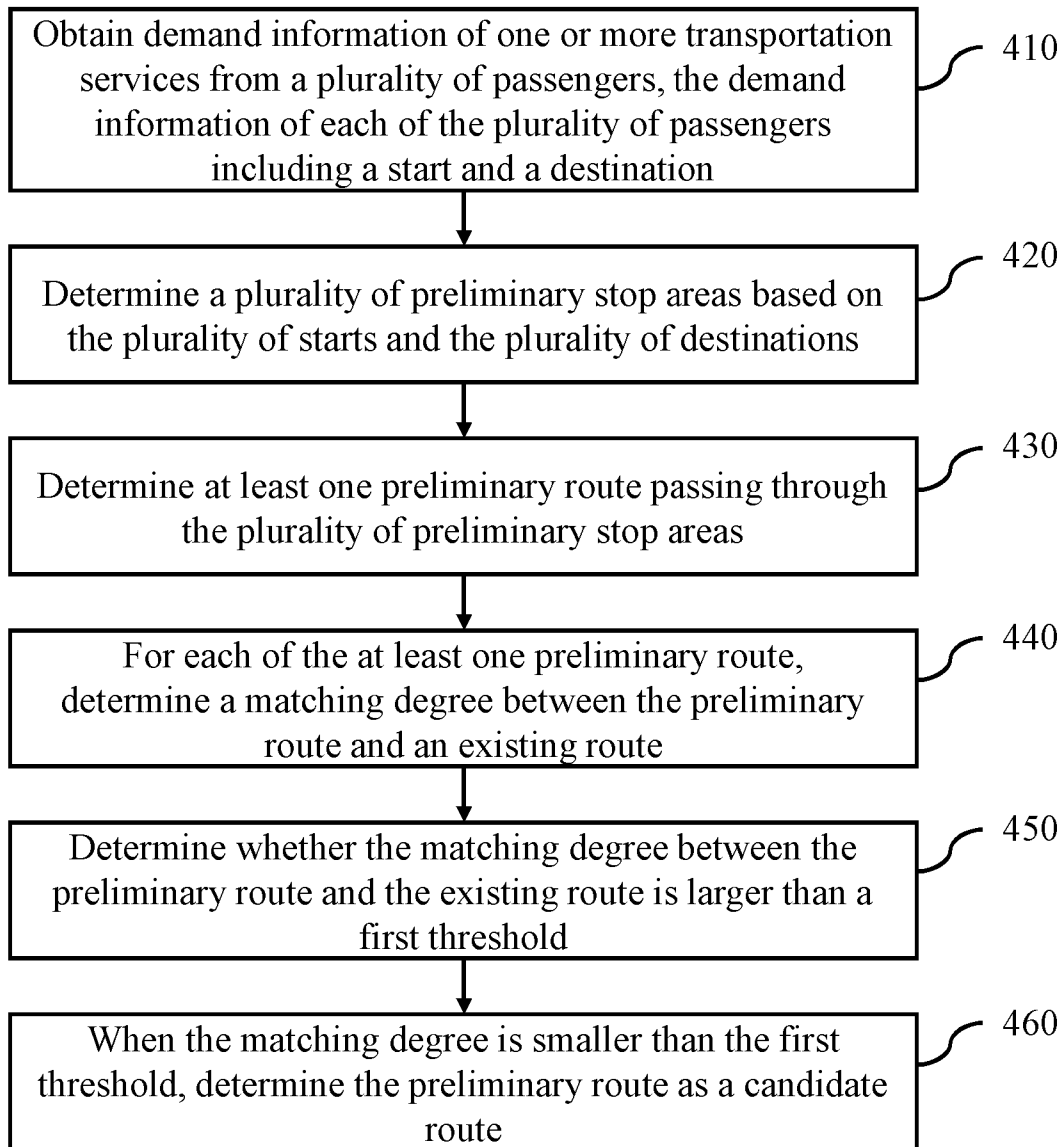 Obtain demand information of one or more transportation
services from a plurality of passengers, the demand
information of each of the plurality of passengers
including a start and a destination
410
Determine a plurality of preliminary stop areas based on
the plurality of starts and the plurality of destinations
420
Determine at least one preliminary route passing through
the plurality of preliminary stop areas
430
For each of the at least one preliminary route,
determine a matching degree between the preliminary
route and an existing route
440
Determine whether the matching degree between the
preliminary route and the existing route is larger than a
first threshold
450
When the matching degree is smaller than the first
threshold, determine the preliminary route as a candidate
route
460